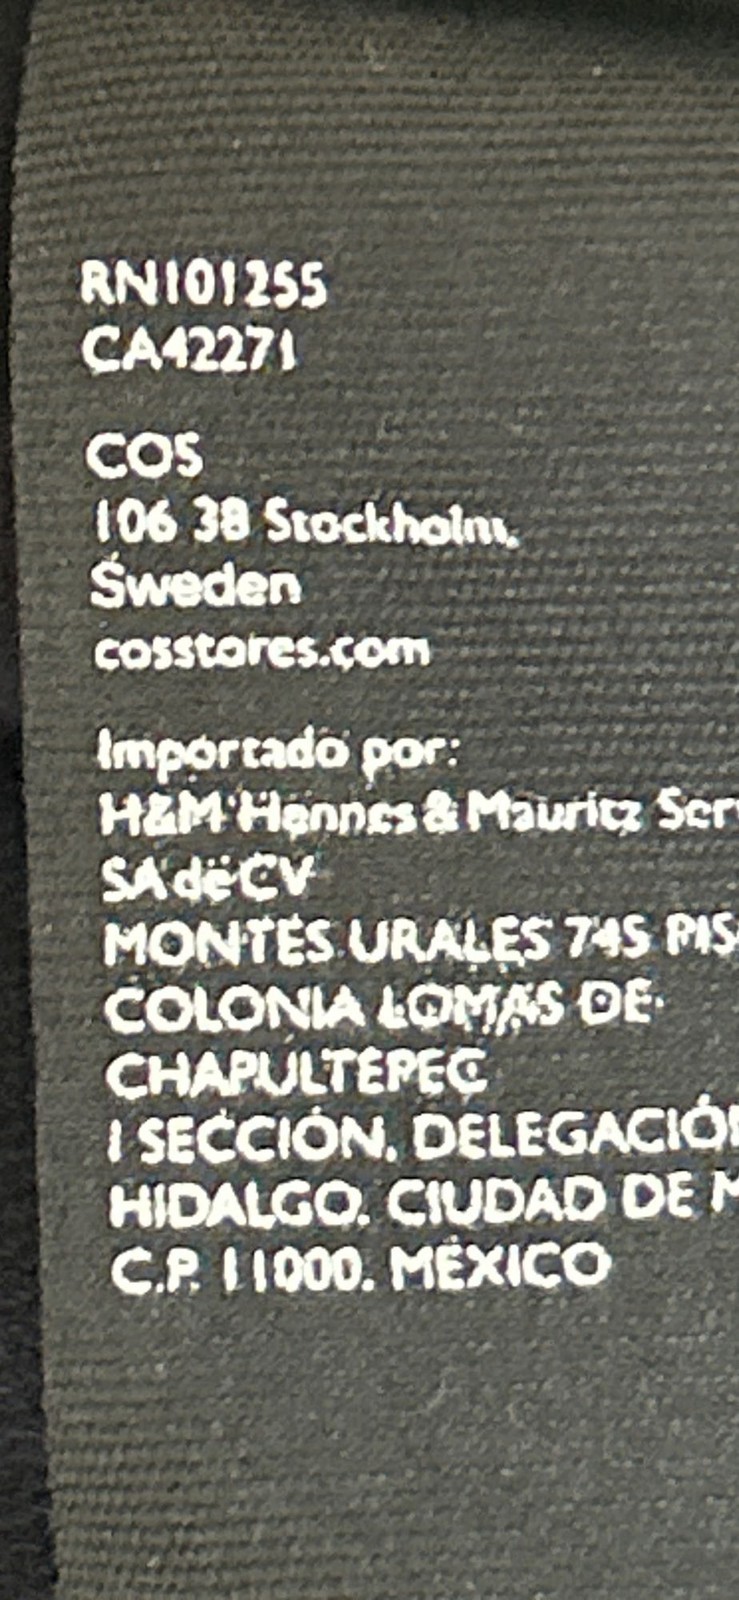 RN101255
CA42271
COS
106 38 Stockholm,
Sweden
cosstores.com
Importado por:
H&M Hennes & Mauritz
SA de CV
MONTES URALES 745
COLONIA LOMAS DE
CHAPULTEPEC
I SECCIÓN, DELEGACIÓN
HIDALGO. CIUDAD DE
C.P. 11000. MÉXICO